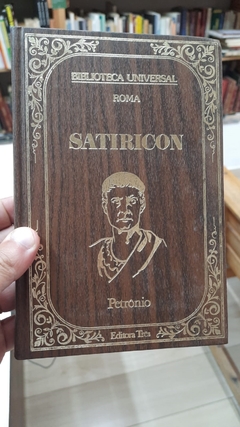 BIBLIOTECA UNIVERSAL
ROMA
SATIRICON
Petrônio
Editora Três